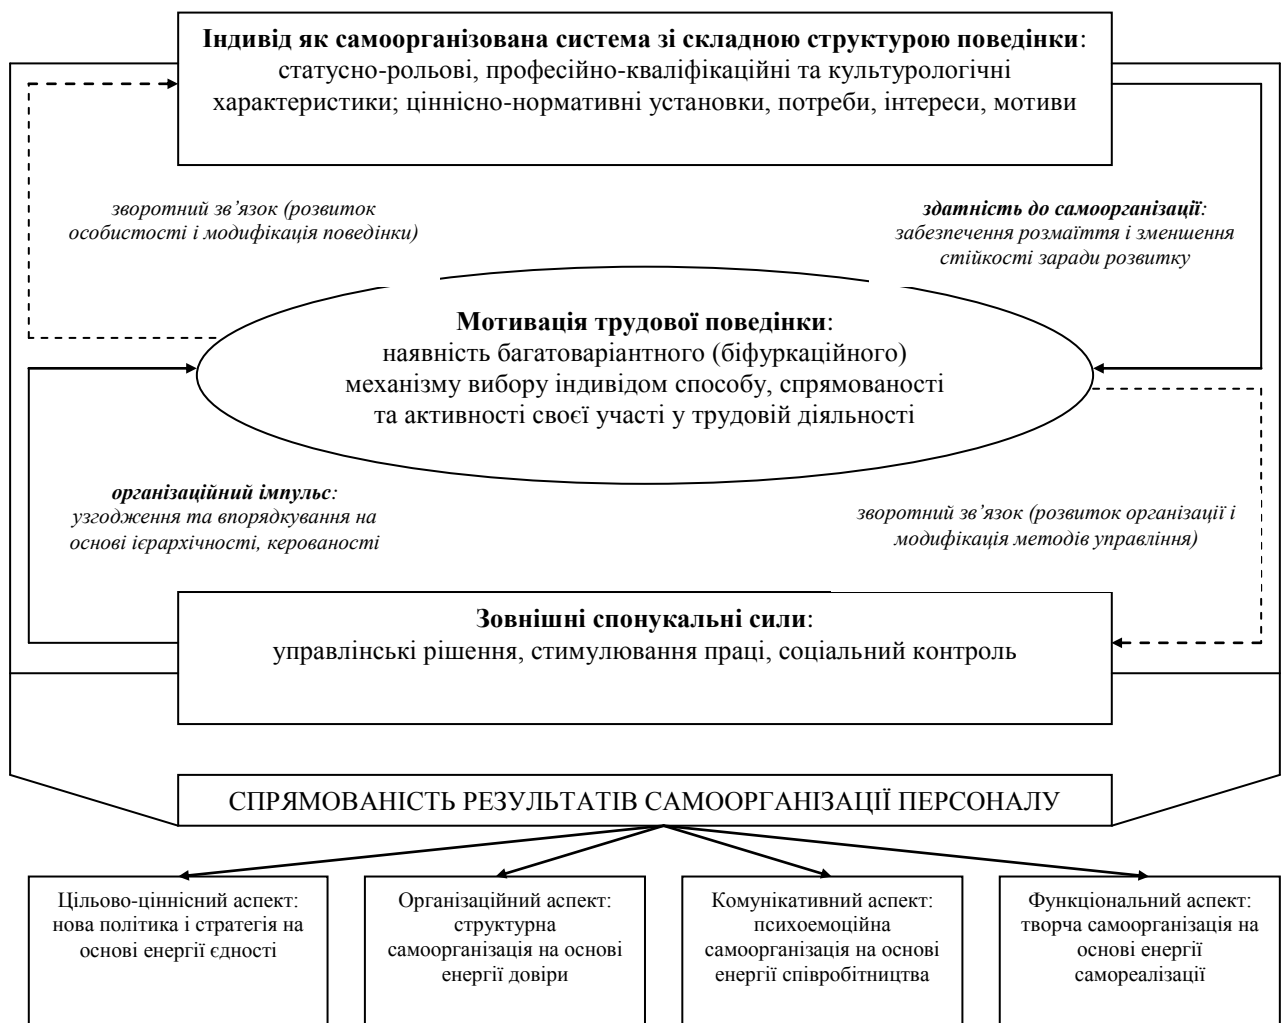 Індивід як самоорганізована система зі складною структурою поведінки:
статусно-рольові, професійно-кваліфікаційні та культурологічні
характеристики; ціннісно-нормативні установки, потреби, інтереси, мотиви
зворотний зв’язок (розвиток
особистості і модифікація поведінки)
здатність до самоорганізації:
забезпечення розмаїття і зменшення
стійкості заради розвитку
Мотивація трудової поведінки:
наявність багатоваріантного (біфуркаційного)
механізму вибору індивідом способу, спрямованості
та активності своєї участі у трудовій діяльності
організаційний імпульс:
узгодження та впорядкування на
основі ієрархічності, керованості
зворотний зв’язок (розвиток організації і
модифікація методів управління)
Зовнішні спонукальні сили:
управлінські рішення, стимулювання праці, соціальний контроль
СПРЯМОВАНІСТЬ РЕЗУЛЬТАТІВ САМООРГАНІЗАЦІЇ ПЕРСОНАЛУ
Цільово-ціннісний аспект:
нова політика і стратегія на
основі енергії єдності
Організаційний аспект:
структурна
самоорганізація на основі
енергії довіри
Комунікативний аспект:
психоемоційна
самоорганізація на основі
енергії співробітництва
Функціональний аспект:
творча самоорганізація на
основі енергії
самореалізації